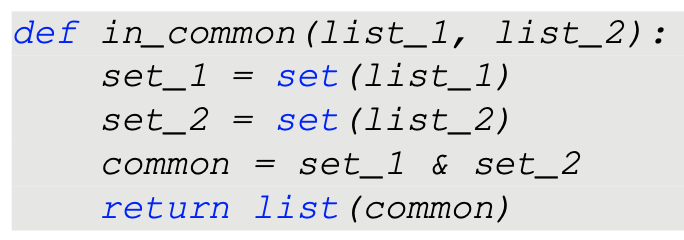 def in_common(list_1, list_2):
    set_1 = set(list_1)
    set_2 = set(list_2)
    common = set_1 & set_2
    return list(common)